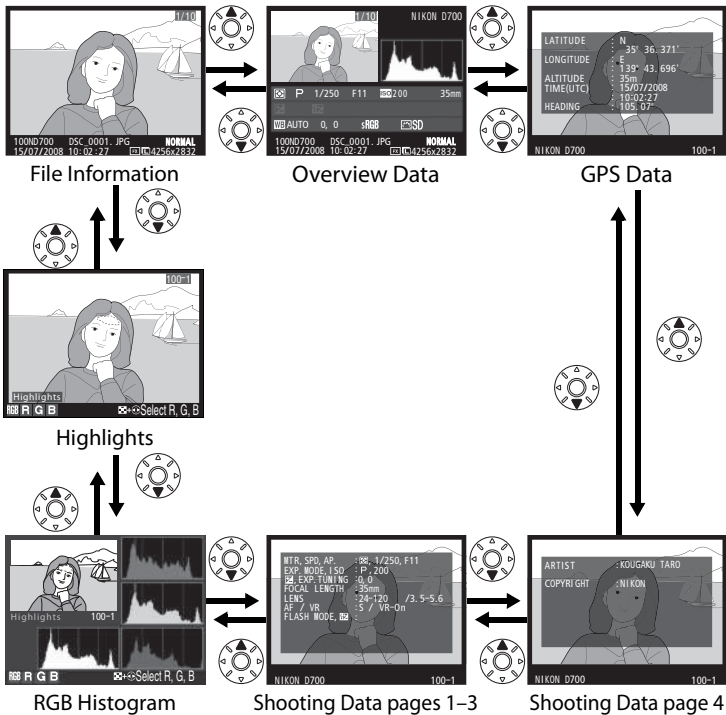 1/10
100ND700 DSC_0001. JPG NORMAL
15/07/2008 10:02:27 FX L 4256x2832
File Information
1/10
NIKON D700
P 1/250 F11 ISO 200 35mm
WB AUTO 0, 0 sRGB SD
100ND700 DSC_0001. JPG NORMAL
15/07/2008 10:02:27 FX L 4256x2832
Overview Data
LATITUDE : N
: 35° 36. 371'
LONGITUDE : E
: 139° 43. 696'
ALTITUDE : 35m
TIME(UTC) : 15/07/2008
: 10:02:27
HEADING : 105. 07°
NIKON D700 100-1
GPS Data
100-1
Highlights
RGB R G B Select R, G, B
Highlights
Highlights 100-1
RGB R G B Select R, G, B
RGB Histogram
MTR, SPD, AP. : , 1/250, F11
EXP. MODE, ISO : P, 200
EXP. TUNING : 0, 0
FOCAL LENGTH : 35mm
LENS : 24-120 /3. 5-5.6
AF / VR : S / VR-On
FLASH MODE, :
NIKON D700 100-1
Shooting Data pages 1–3
ARTIST : KOUGAKU TARO
COPYRIGHT : NIKON
NIKON D700 100-1
Shooting Data page 4